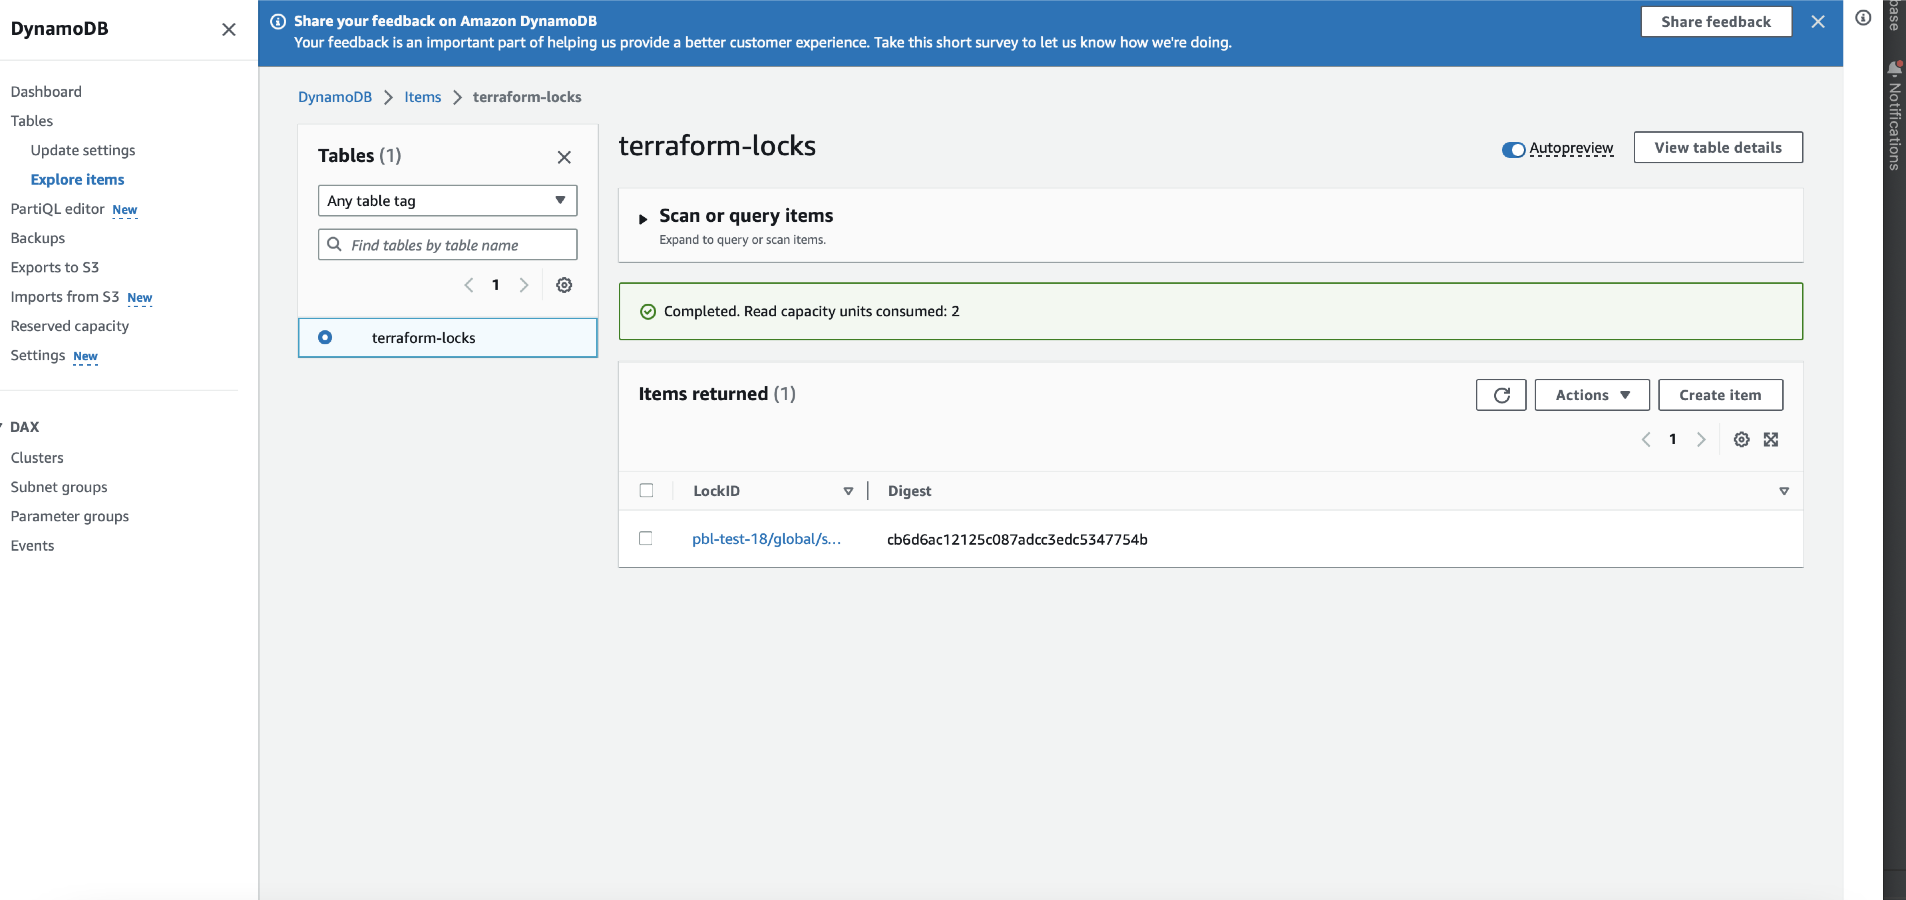 DynamoDB
Dashboard
Tables
Update settings
Explore items
PartiQL editor New
Backups
Exports to S3
Imports from S3 New
Reserved capacity
Settings New
DAX
Clusters
Subnet groups
Parameter groups
Events
Share your feedback on Amazon DynamoDB
Your feedback is an important part of helping us provide a better customer experience. Take this short survey to let us know how we're doing.
Share feedback
DynamoDB Items terraform-locks
Tables (1)
Any table tag
Find tables by table name
1
terraform-locks
terraform-locks
Autopreview
View table details
Scan or query items
Expand to query or scan items.
Completed. Read capacity units consumed: 2
Items returned (1)
Actions
Create item
1
LockID Digest
pbl-test-18/global/s... cb6d6ac12125c087adcc3edc5347754b
Notifications